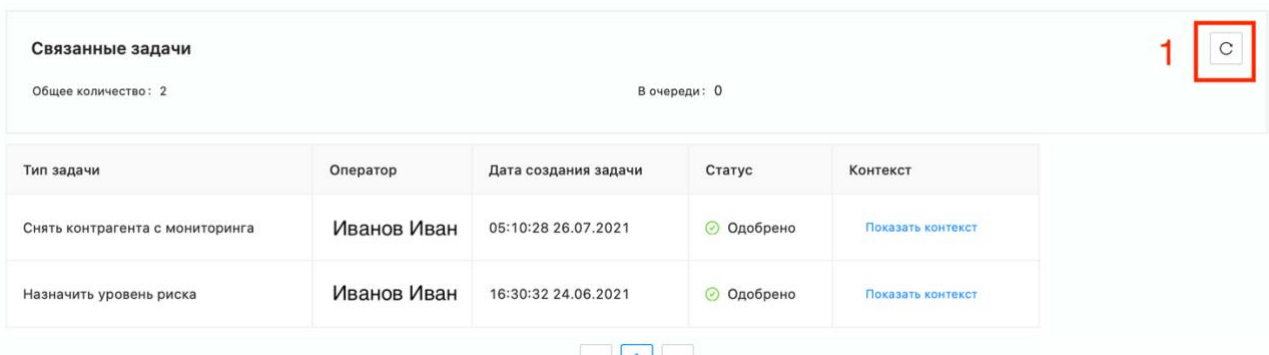 Связанные задачи
1
Общее количество: 2 В очереди: 0
Тип задачи Оператор Дата создания задачи Статус Контекст
Снять контрагента с мониторинга Иванов Иван 05:10:28 26.07.2021 Одобрено Показать контекст
Назначить уровень риска Иванов Иван 16:30:32 24.06.2021 Одобрено Показать контекст